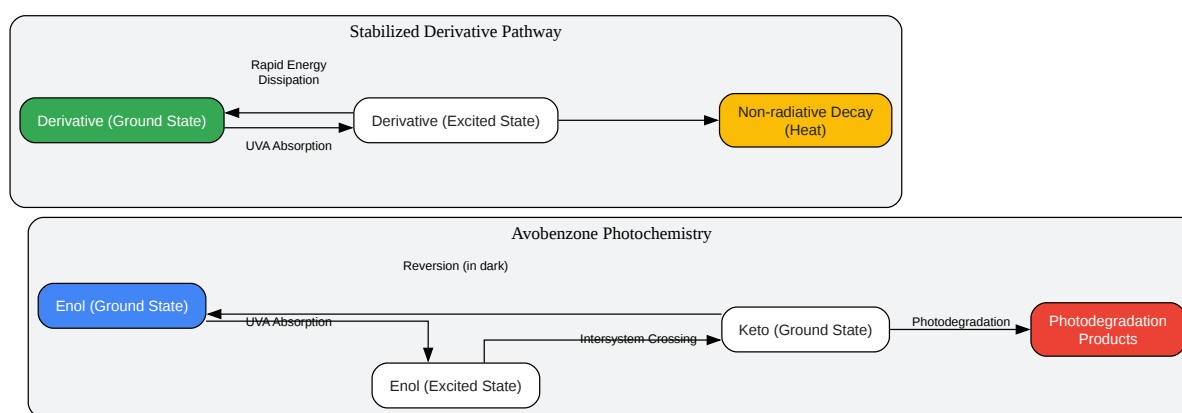 Stabilized Derivative Pathway
Rapid Energy
Dissipation
Derivative (Ground State)
Derivative (Excited State)
Non-radiative Decay
(Heat)
UVA Absorption
Avobenzone Photochemistry
Reversion (in dark)
Enol (Ground State)
UVA Absorption
Keto (Ground State)
Photodegradation
Photodegradation
Products
Intersystem Crossing
Enol (Excited State)